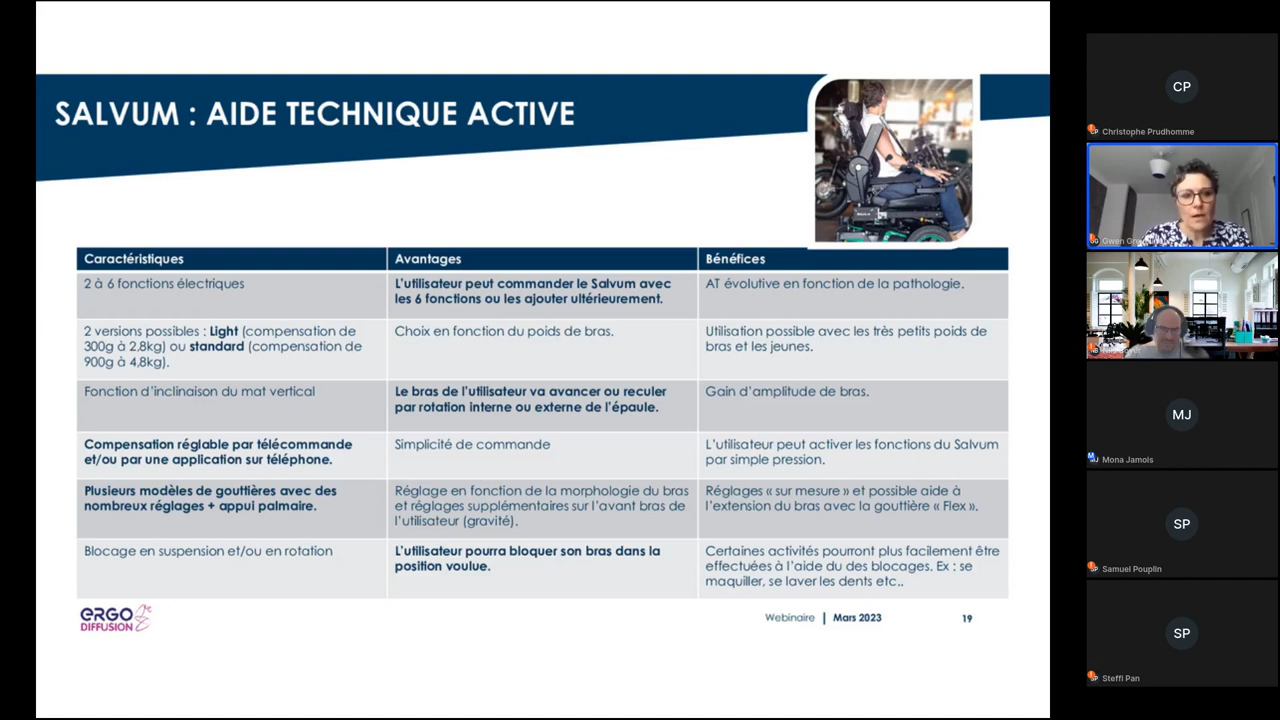 SALVUM : AIDE TECHNIQUE ACTIVE
Caractéristiques
Avantages
Bénéfices
2 à 6 fonctions électriques
L'utilisateur peut commander le Salvum avec
les 6 fonctions ou les ajouter ultérieurement.
AT évolutive en fonction de la pathologie.
2 versions possibles : Light (compensation de
300g à 2,8kg) ou standard (compensation de
900g à 4,8kg).
Choix en fonction du poids de bras.
Utilisation possible avec les très petits poids de
bras et les jeunes.
Fonction d'inclinaison du mat vertical
Le bras de l'utilisateur va avancer ou reculer
par rotation interne ou externe de l'épaule.
Gain d'amplitude de bras.
Compensation réglable par télécommande
et/ou par une application sur téléphone.
Simplicité de commande
L'utilisateur peut activer les fonctions du Salvum
par simple pression.
Plusieurs modèles de gouttières avec des
nombreux réglages + appui palmaire.
Réglage en fonction de la morphologie du bras
et réglages supplémentaires sur l'avant bras de
l'utilisateur (gravité).
Réglages « sur mesure » et possible aide à
l'extension du bras avec la gouttière « Flex ».
Blocage en suspension et/ou en rotation
L'utilisateur pourra bloquer son bras dans la
position voulue.
Certaines activités pourront plus facilement être
effectuées à l'aide du des blocages. Ex : se
maquiller, se laver les dents etc..
ERGO
DIFFUSION
Webinaire | Mars 2023
19
CP
Christophe Prudhomme
Gwen
MJ
Mona Jamois
SP
Samuel Pouplin
SP
Steffi Pan